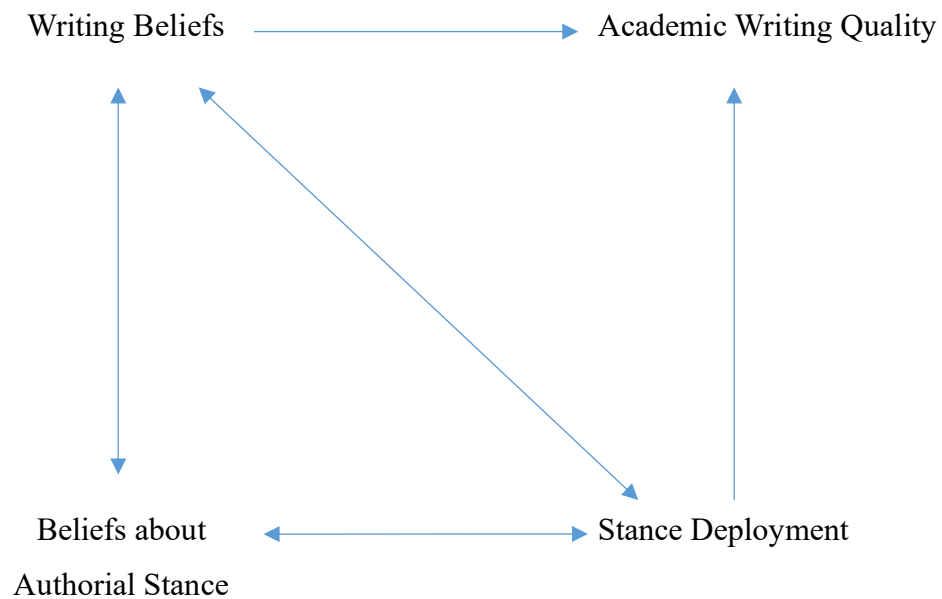 Writing Beliefs
Academic Writing Quality
Beliefs about
Authorial Stance
Stance Deployment